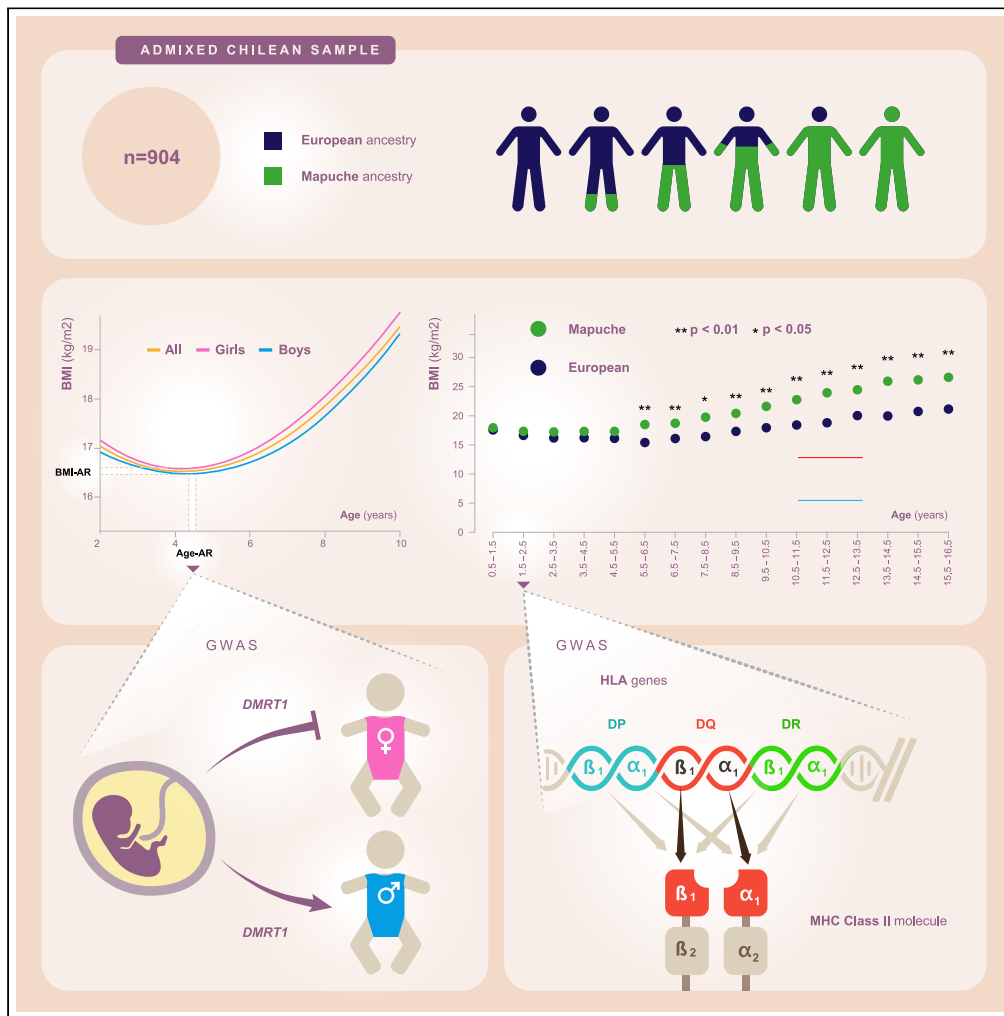 ADMIXED CHILEAN SAMPLE
n=904
European ancestry
Mapuche ancestry
BMI (kg/m2)
19
18
17
16
All
Girls
Boys
BMI-AR
Age (years)
2
4
6
8
10
Age-AR
BMI (kg/m2)
30
25
20
15
10
5
0
Mapuche
European
** p < 0.01
* p < 0.05
**
**
*
**
**
**
**
**
**
**
**
Age (years)
0.5 – 1.5
1.5 – 2.5
2.5 – 3.5
3.5 – 4.5
4.5 – 5.5
5.5 – 6.5
6.5 – 7.5
7.5 – 8.5
8.5 – 9.5
9.5 – 10.5
10.5 – 11.5
11.5 – 12.5
12.5 – 13.5
13.5 – 14.5
14.5 – 15.5
15.5 – 16.5
GWAS
DMRT1
♀
♂
DMRT1
GWAS
HLA genes
DP
DQ
DR
ß1
α1
ß1
α1
ß1
α1
ß1
α1
MHC Class II molecule
ß2
α2